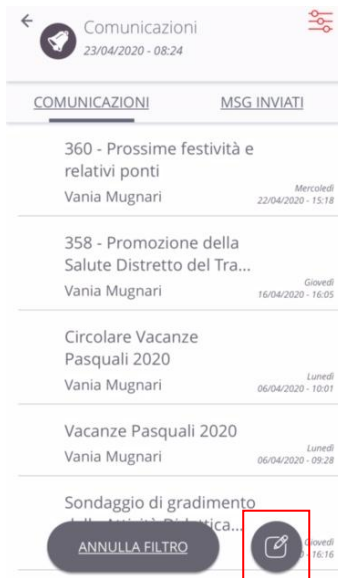 Comunicazioni
23/04/2020 - 08:24
COMUNICAZIONI
MSG INVIATI
360 - Prossime festività e
relativi ponti
Vania Mugnari
Mercoledì
22/04/2020 - 15:18
358 - Promozione della
Salute Distretto del Tra...
Vania Mugnari
Giovedì
16/04/2020 - 16:05
Circolare Vacanze
Pasquali 2020
Vania Mugnari
Lunedì
06/04/2020 - 10:01
Vacanze Pasquali 2020
Vania Mugnari
Lunedì
06/04/2020 - 09:28
Sondaggio di gradimento
ANNULLA FILTRO
16:16